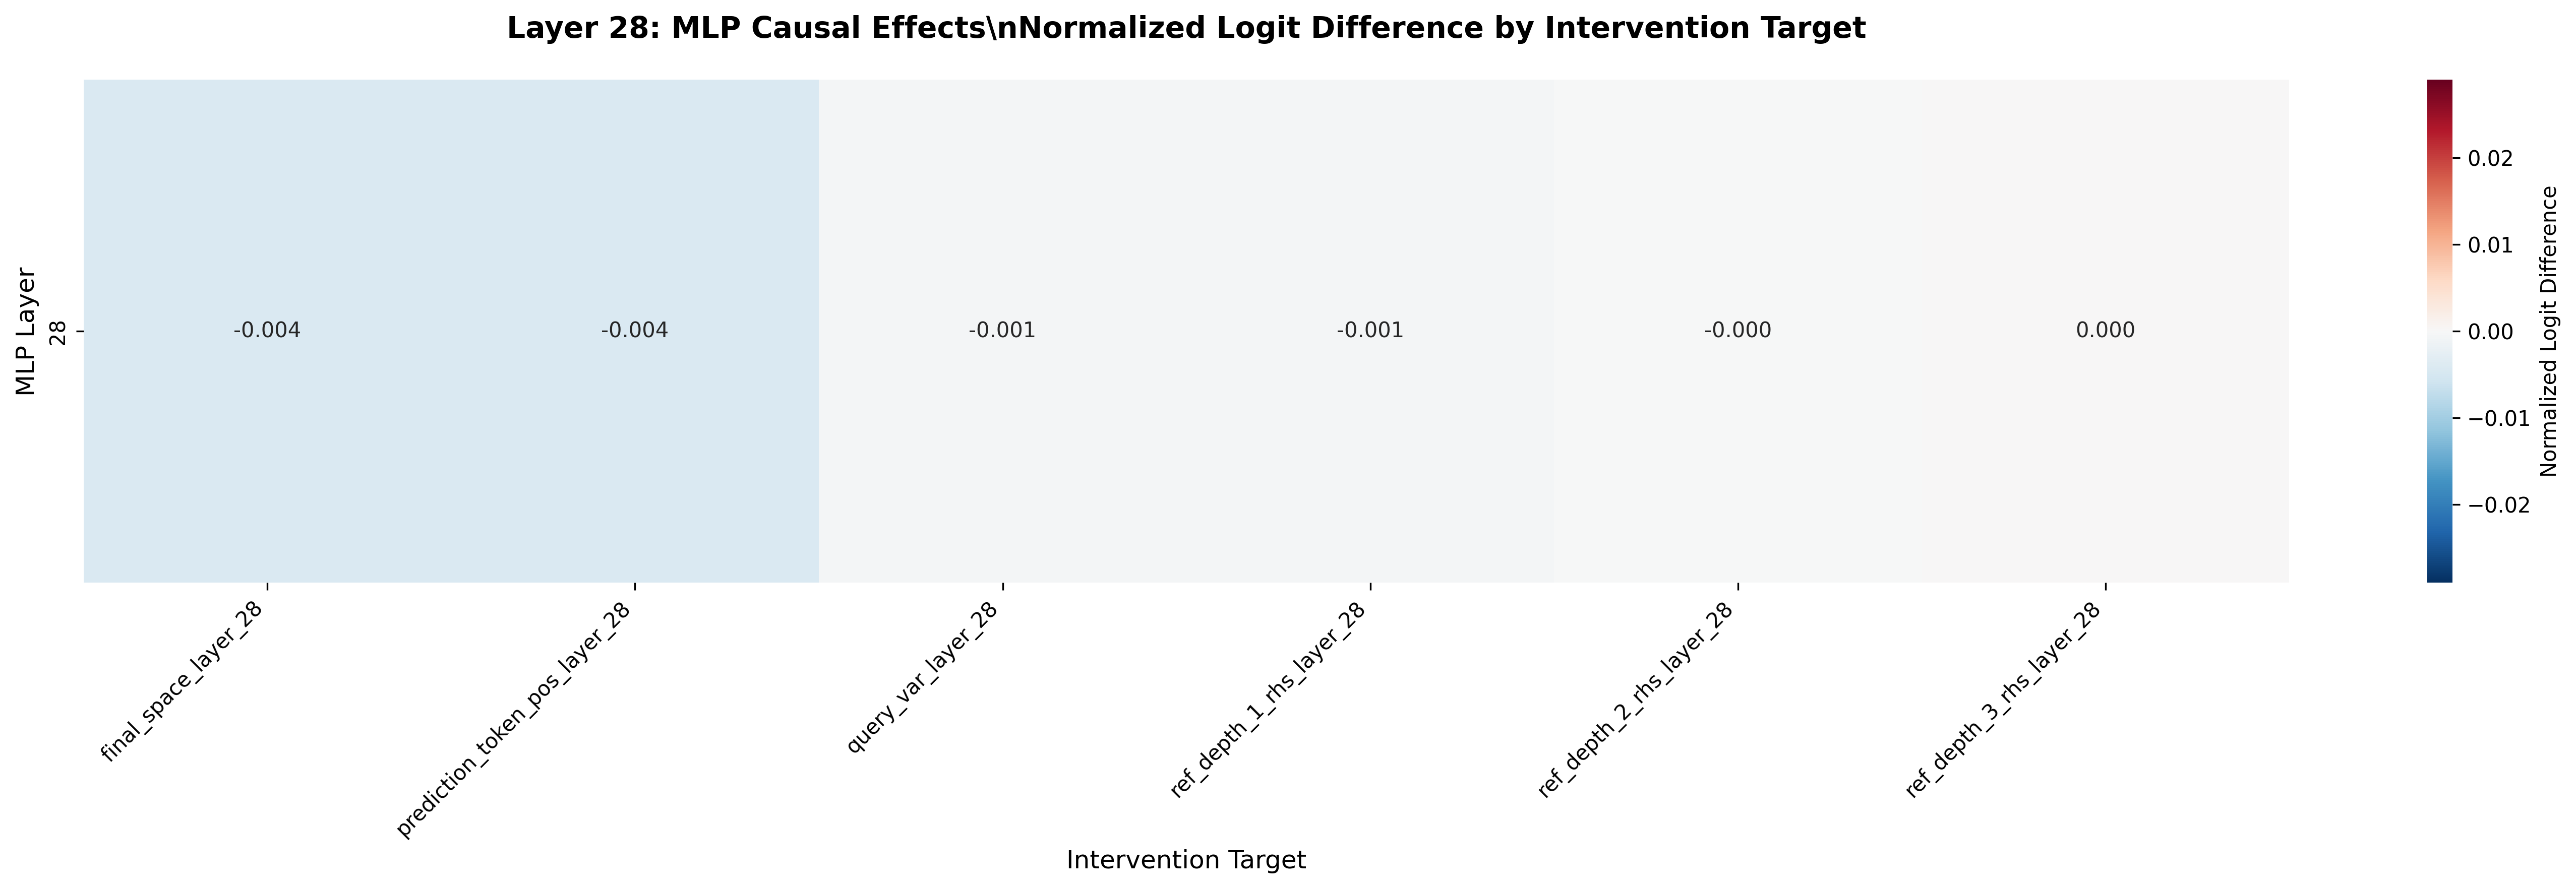 Layer 28: MLP Causal Effects\nNormalized Logit Difference by Intervention Target
MLP Layer
28
-0.004
-0.004
-0.001
-0.001
-0.000
0.000
final_space_layer_28
prediction_token_pos_layer_28
query_var_layer_28
ref_depth_1_rhs_layer_28
ref_depth_2_rhs_layer_28
ref_depth_3_rhs_layer_28
Intervention Target
0.02
0.01
0.00
−0.01
−0.02
Normalized Logit Difference